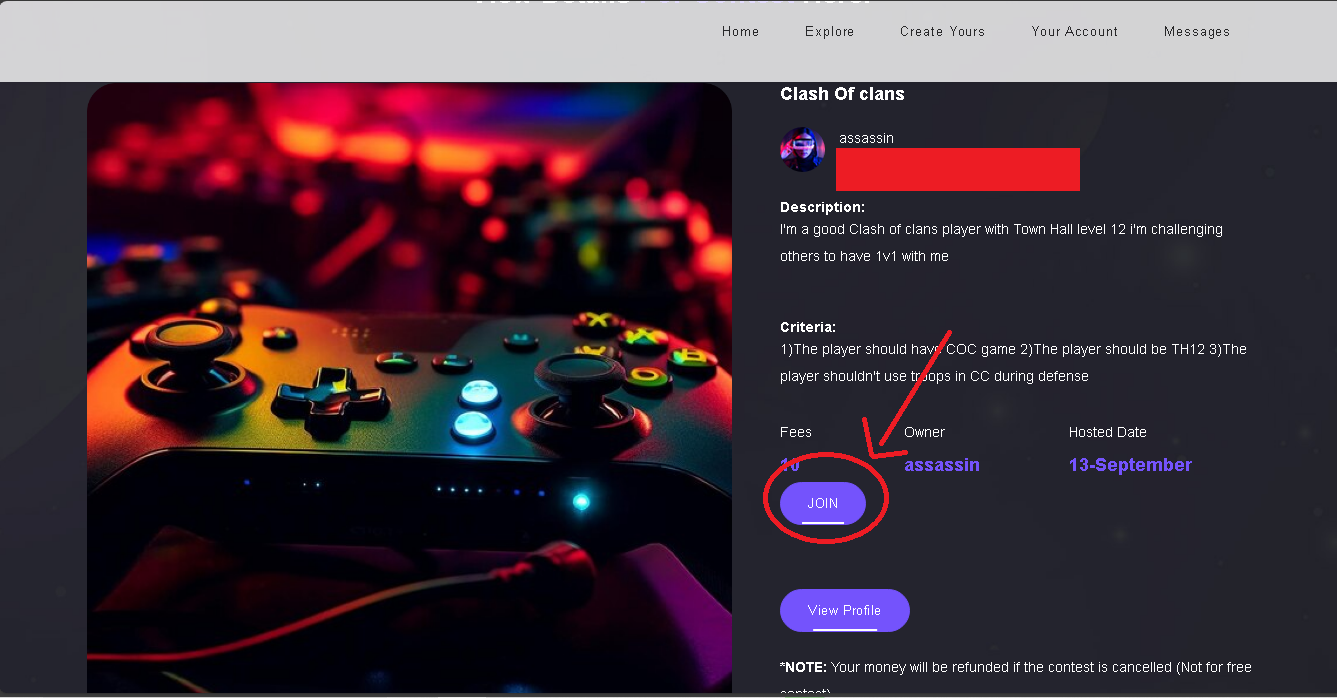 Home Explore Create Yours Your Account Messages
Clash Of clans
assassin
Description:
I'm a good Clash of clans player with Town Hall level 12 i'm challenging
others to have 1v1 with me
Criteria:
1)The player should have COC game 2)The player should be TH12 3)The
player shouldn't use troops in CC during defense
Fees Owner Hosted Date
10 assassin 13-September
JOIN
View Profile
*NOTE: Your money will be refunded if the contest is cancelled (Not for free